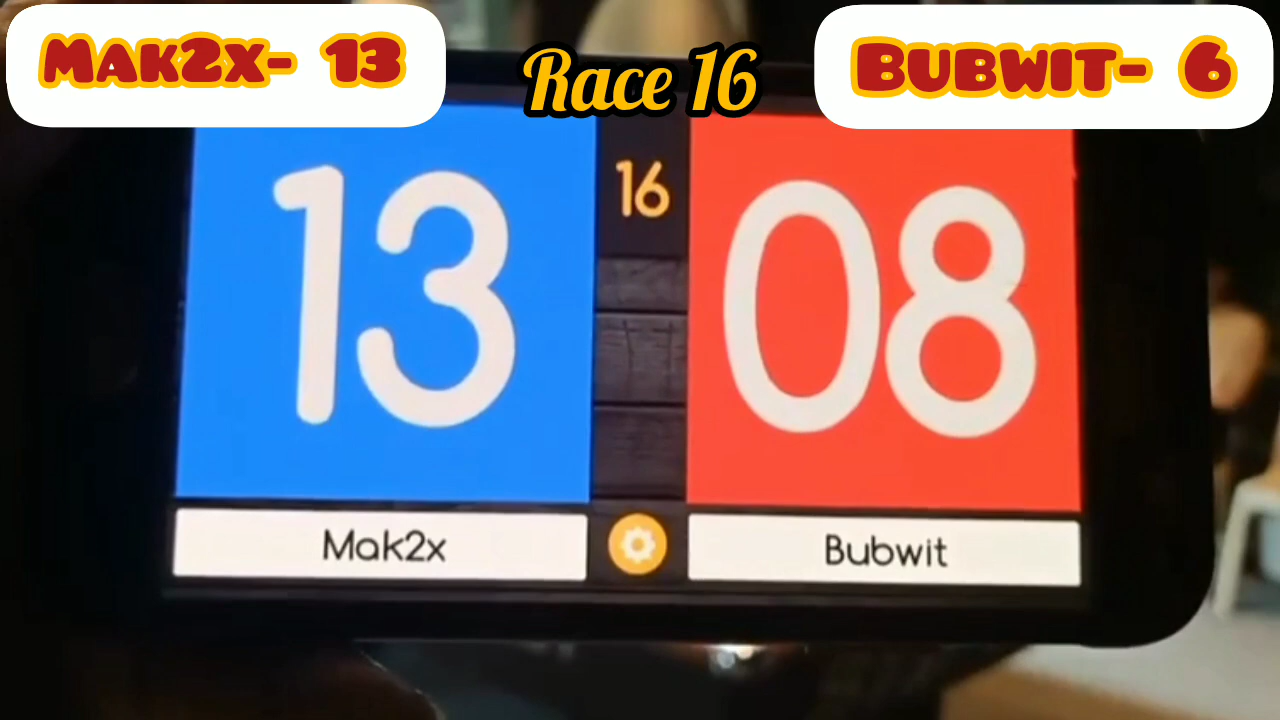 Mak2x- 13
Race 16
Bubwit- 6
13
16
08
Mak2x
Bubwit